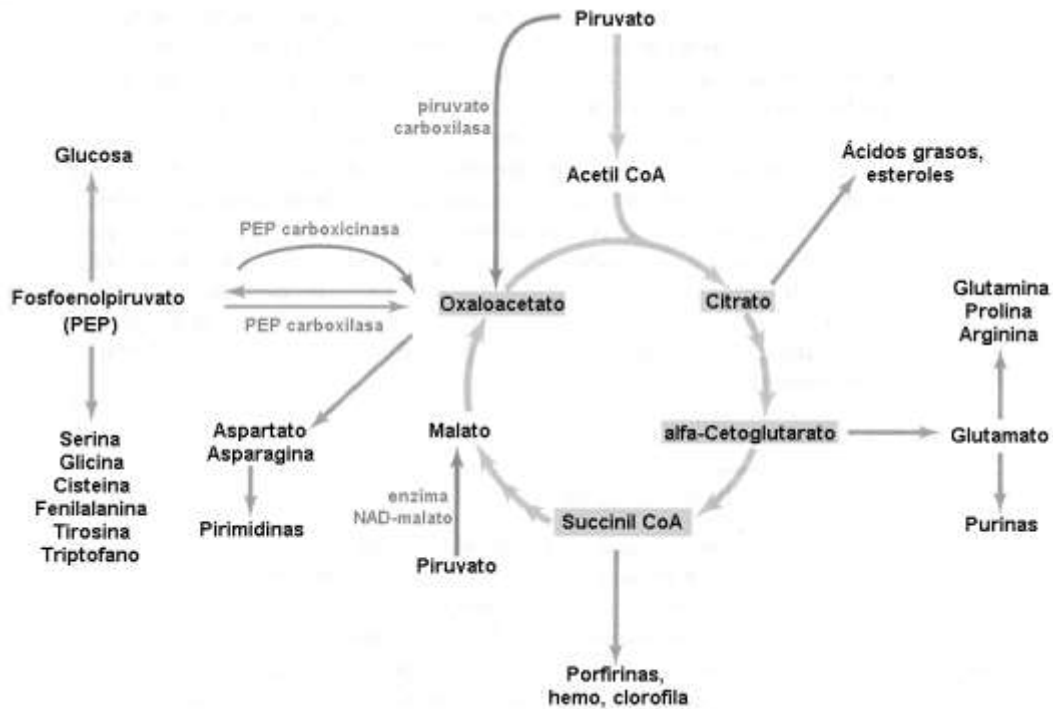 Piruvato
piruvato
carboxilasa
Glucosa
Acetil CoA
Ácidos grasos,
esteroles
PEP carboxicinasa
Fosfoenolpiruvato
(PEP)
Oxaloacetato
Citrato
PEP carboxilasa
Glutamina
Prolina
Arginina
Serina
Glicina
Cisteina
Fenilalanina
Tirosina
Triptofano
Aspartato
Asparagina
Malato
alfa-Cetoglutarato
Glutamato
enzima
NAD-malato
Pirimidinas
Succinil CoA
Purinas
Piruvato
Porfirinas,
hemo, clorofila